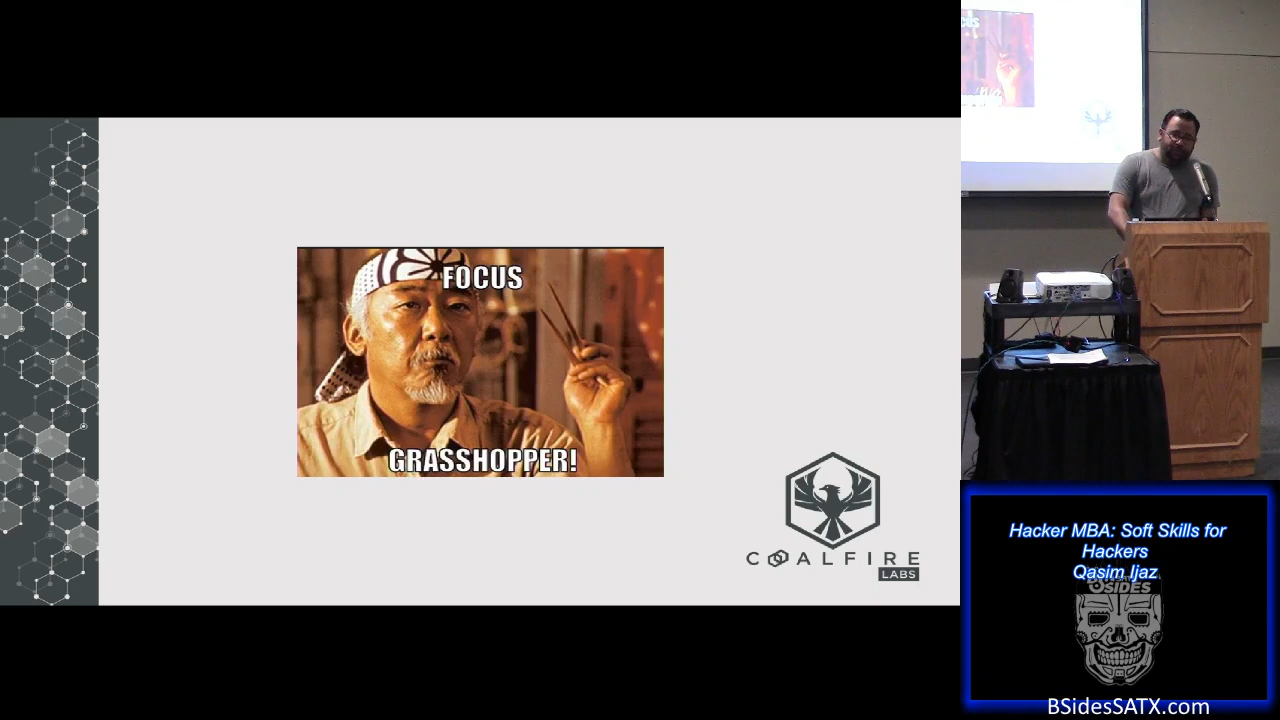 FOCUS
GRASSHOPPER!
COALFIRE
LABS
Hacker MBA: Soft Skills for
Hackers
Qasim Ijaz
BSIDES
BSidesSATX.com